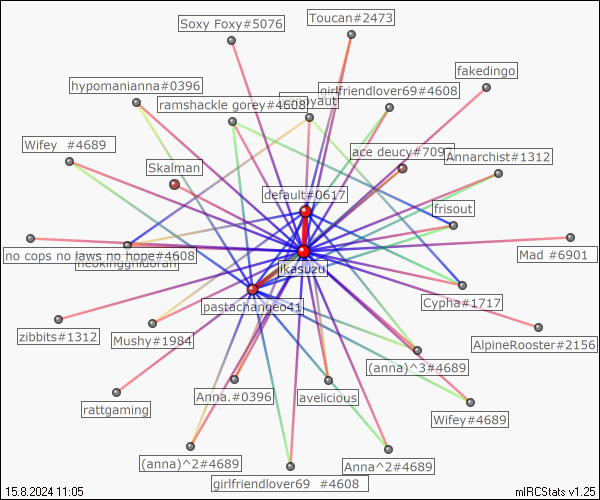 Soxy Foxy#5076
Toucan#2473
fakedingo
hypomanianna#0396
girlfriendlover69#4608
ramshackle gorey#4608
Wifey #4689
ace deucy#709
Annarchist#1312
Skalman
default#0617
frisout
no cops no laws no hope#4608
Mad #6901
ikasuzu
Cypha#1717
pastachangeo41
zibbits#1312
Mushy#1984
AlpineRooster#2156
(anna)^3#4689
rattgaming
Anna.#0396
avelicious
Wifey#4689
(anna)^2#4689
Anna^2#4689
girlfriendlover69 #4608
15.8.2024 11:05
mIRCStats v1.25